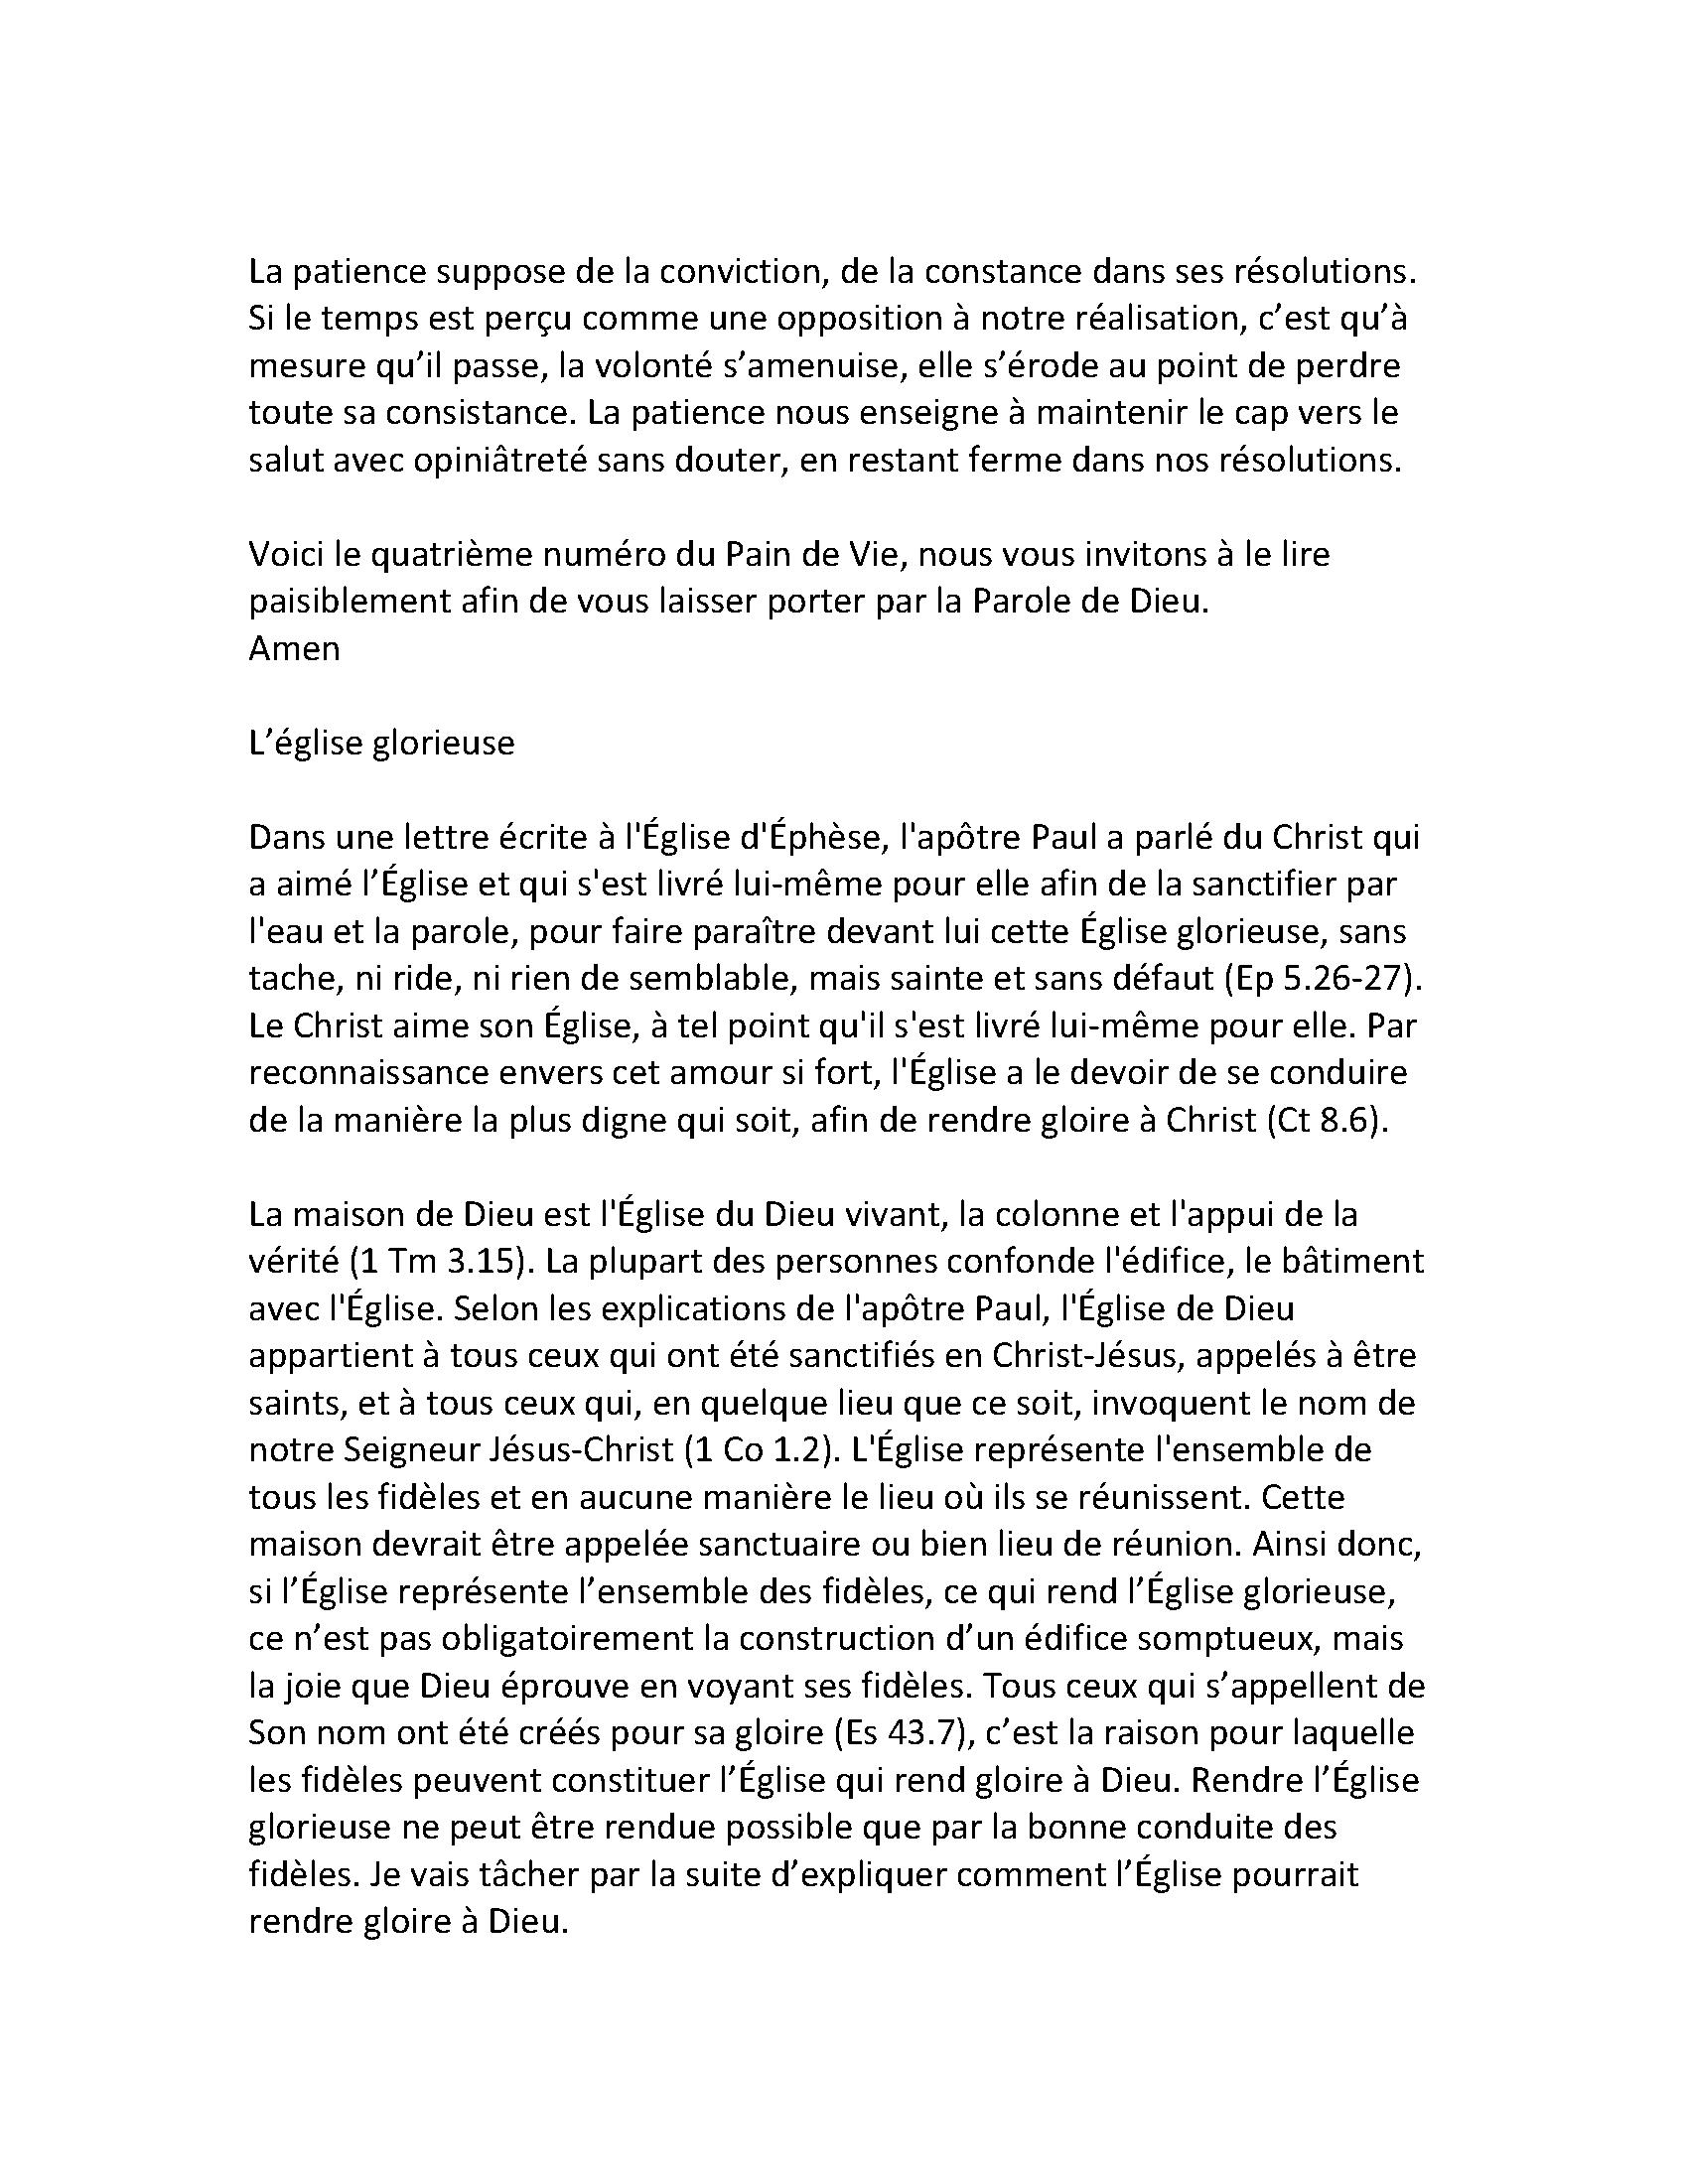 La patience suppose de la conviction, de la constance dans ses résolutions.
Si le temps est perçu comme une opposition à notre réalisation, c’est qu’à
mesure qu’il passe, la volonté s’amenuise, elle s’érode au point de perdre
toute sa consistance. La patience nous enseigne à maintenir le cap vers le
salut avec opiniâtreté sans douter, en restant ferme dans nos résolutions.

Voici le quatrième numéro du Pain de Vie, nous vous invitons à le lire
paisiblement afin de vous laisser porter par la Parole de Dieu.
Amen

L’église glorieuse

Dans une lettre écrite à l'Église d'Éphèse, l'apôtre Paul a parlé du Christ qui
a aimé l’Église et qui s'est livré lui-même pour elle afin de la sanctifier par
l'eau et la parole, pour faire paraître devant lui cette Église glorieuse, sans
tache, ni ride, ni rien de semblable, mais sainte et sans défaut (Ep 5.26-27).
Le Christ aime son Église, à tel point qu'il s'est livré lui-même pour elle. Par
reconnaissance envers cet amour si fort, l'Église a le devoir de se conduire
de la manière la plus digne qui soit, afin de rendre gloire à Christ (Ct 8.6).

La maison de Dieu est l'Église du Dieu vivant, la colonne et l'appui de la
vérité (1 Tm 3.15). La plupart des personnes confonde l'édifice, le bâtiment
avec l'Église. Selon les explications de l'apôtre Paul, l'Église de Dieu
appartient à tous ceux qui ont été sanctifiés en Christ-Jésus, appelés à être
saints, et à tous ceux qui, en quelque lieu que ce soit, invoquent le nom de
notre Seigneur Jésus-Christ (1 Co 1.2). L'Église représente l'ensemble de
tous les fidèles et en aucune manière le lieu où ils se réunissent. Cette
maison devrait être appelée sanctuaire ou bien lieu de réunion. Ainsi donc,
si l’Église représente l’ensemble des fidèles, ce qui rend l’Église glorieuse,
ce n’est pas obligatoirement la construction d’un édifice somptueux, mais
la joie que Dieu éprouve en voyant ses fidèles. Tous ceux qui s’appellent de
Son nom ont été créés pour sa gloire (Es 43.7), c’est la raison pour laquelle
les fidèles peuvent constituer l’Église qui rend gloire à Dieu. Rendre l’Église
glorieuse ne peut être rendue possible que par la bonne conduite des
fidèles. Je vais tâcher par la suite d’expliquer comment l’Église pourrait
rendre gloire à Dieu.